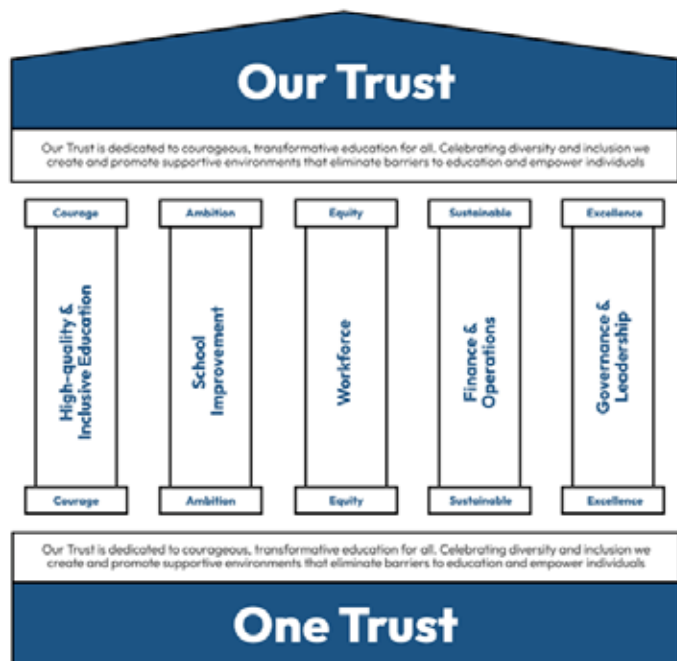 Our Trust
Our Trust is dedicated to courageous, transformative education for all. Celebrating diversity and inclusion we
create and promote supportive environments that eliminate barriers to education and empower individuals
Courage
Ambition
Equity
Sustainable
Excellence
High-quality &
Inclusive Education
School
Improvement
Workforce
Finance &
Operations
Governance &
Leadership
Courage
Ambition
Equity
Sustainable
Excellence
Our Trust is dedicated to courageous, transformative education for all. Celebrating diversity and inclusion we
create and promote supportive environments that eliminate barriers to education and empower individuals
One Trust